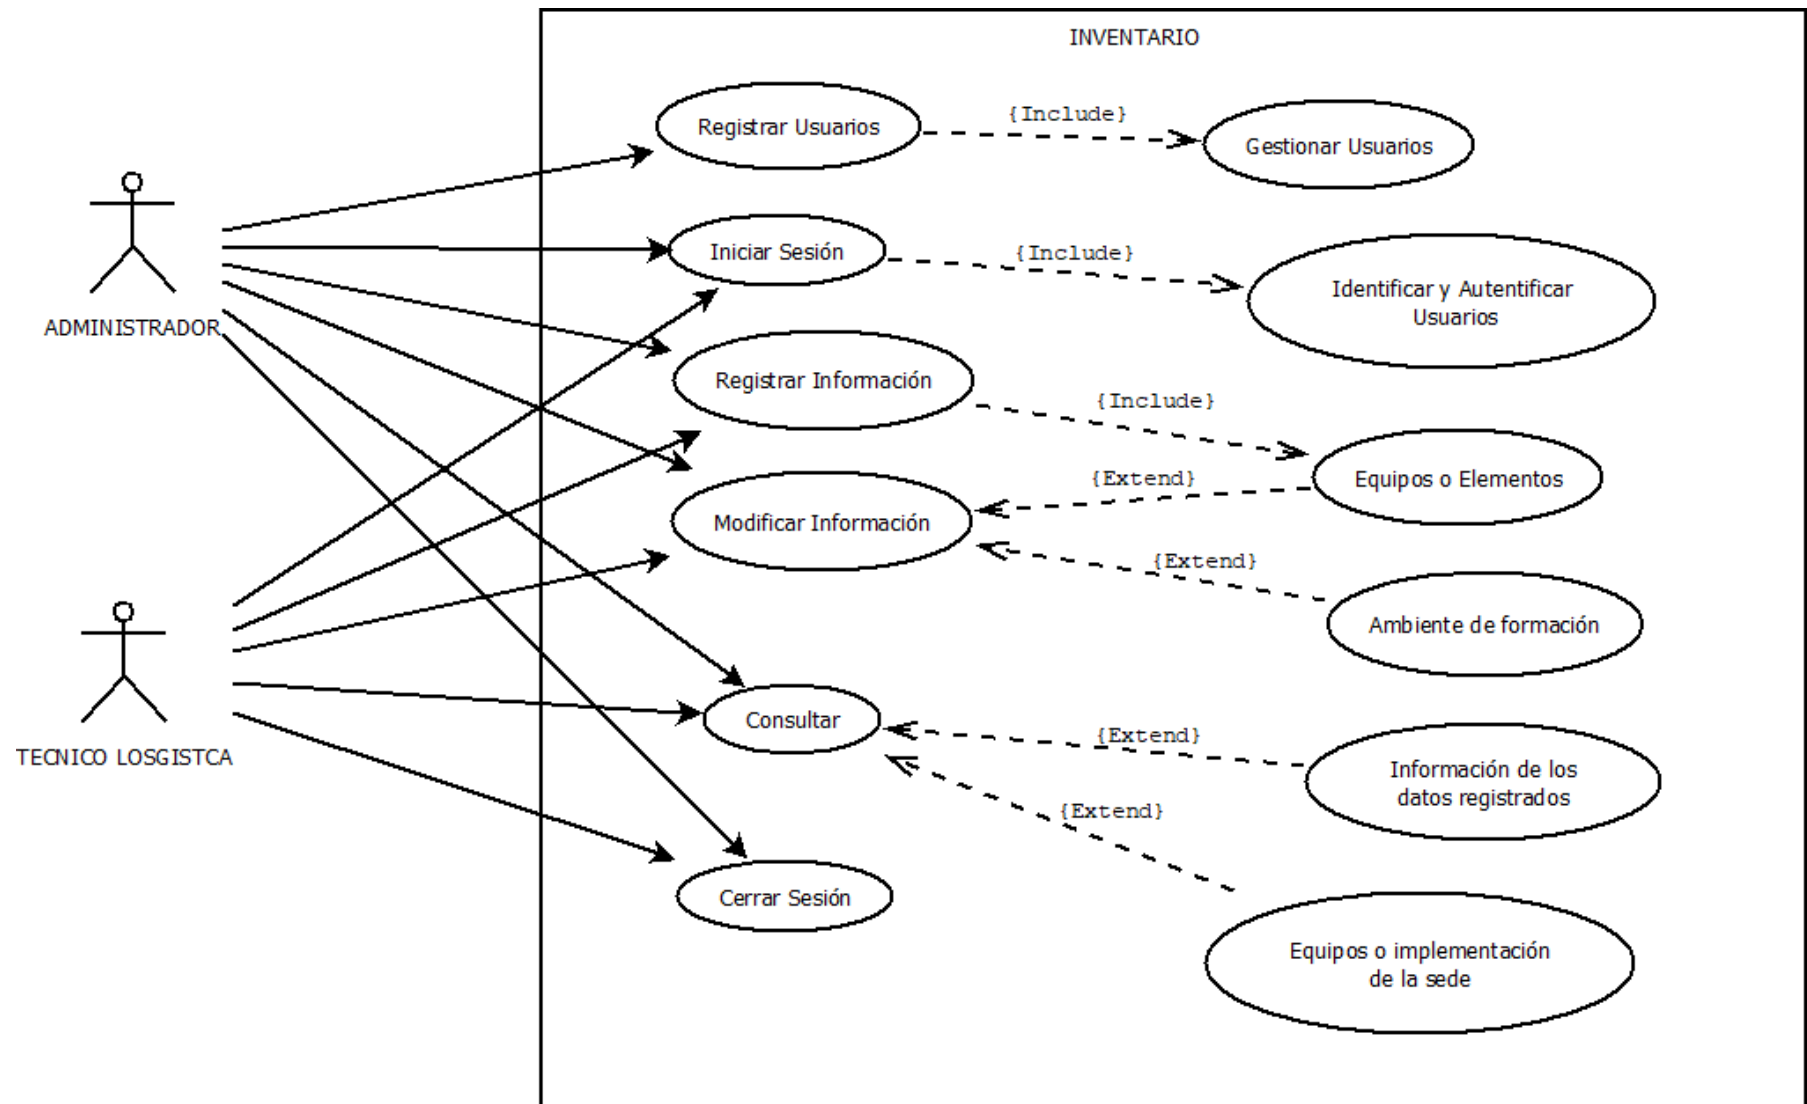 INVENTARIO
Registrar Usuarios
{Include}
Gestionar Usuarios
ADMINISTRADOR
Iniciar Sesión
{Include}
Identificar y Autentificar
Usuarios
Registrar Información
{Include}
Equipos o Elementos
{Extend}
Modificar Información
{Extend}
Ambiente de formación
TECNICO LOSGISTCA
Consultar
{Extend}
Información de los
datos registrados
{Extend}
Cerrar Sesión
Equipos o implementación
de la sede